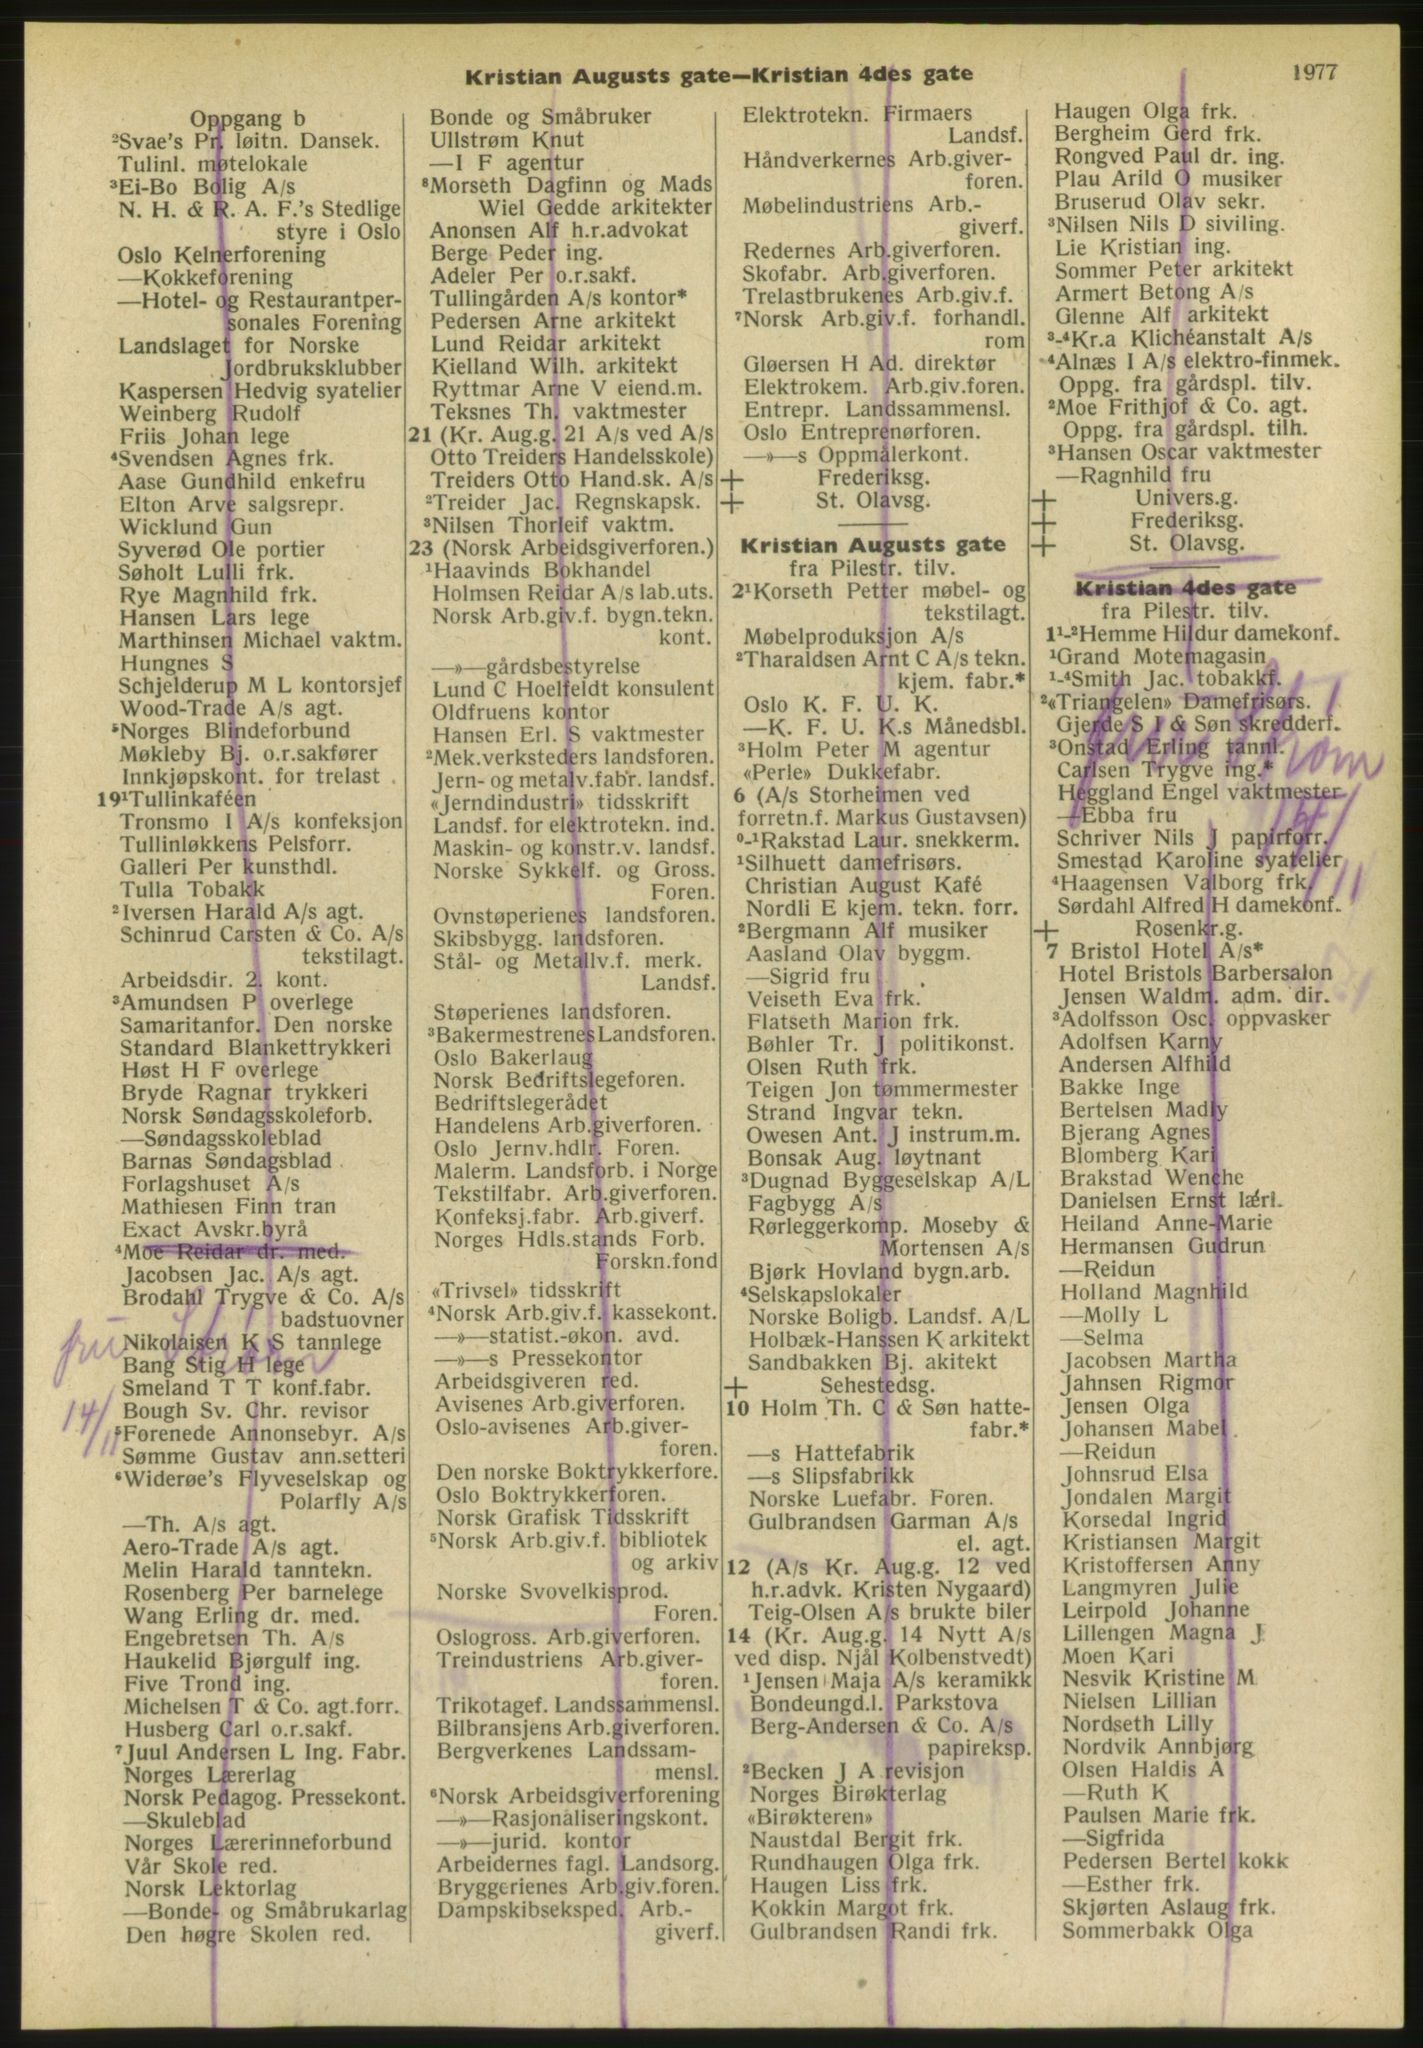 Kristian Augusts gate—Kristian 4des gate
1977
Oppgang b
²Svae's Pr. løitn. Dansek.
Tulinl. møtelokale
³Ei-Bo Bolig A/s
N. H. & R. A. F.'s Stedlige
styre i Oslo
Oslo Kelnerforening
—Kokkeforening
—Hotel- og Restaurantper-
sonales Forening
Landslaget for Norske
Jordbruksklubber
Kaspersen Hedvig syatelier
Weinberg Rudolf
Friis Johan lege
⁴Svendsen Agnes frk.
Aase Gundhild enkefru
Elton Arve salgsrepr.
Wicklund Gun
Syverød Ole portier
Søholt Lulli frk.
Rye Magnhild frk.
Hansen Lars lege
Marthinsen Michael vaktm.
Hungnes S
Schjelderup M L kontorsjef
Wood-Trade A/s agt.
⁵Norges Blindeforbund
Møkleby Bj. o.r.sakfører
Innkjøpskont. for trelast
19¹Tullinkaféen
Tronsmo I A/s konfeksjon
Tullinløkkens Pelsforr.
Galleri Per kunsthdl.
Tulla Tobakk
²Iversen Harald A/s agt.
Schinrud Carsten & Co. A/s
tekstilagt.
Arbeidsdir. 2. kont.
³Amundsen P overlege
Samaritanfor. Den norske
Standard Blankettrykkeri
Høst H F overlege
Bryde Ragnar trykkeri
Norsk Søndagsskoleforb.
—Søndagsskoleblad
Barnas Søndagsblad
Forlagshuset A/s
Mathiesen Finn tran
Exact Avskr.byrå
⁴Moe Reidar dr. med.
Jacobsen Jac. A/s agt.
Brodahl Trygve & Co. A/s
badstuovner
fru
Nikolaisen K S tannlege
Bang Stig H lege
Smeland T T konf.fabr.
14/11
Bough Sv. Chr. revisor
⁵Forenede Annonsebyr. A/s
Sømme Gustav ann.setteri
⁶Widerøe's Flyveselskap og
Polarfly A/s
—Th. A/s agt.
Aero-Trade A/s agt.
Melin Harald tanntekn.
Rosenberg Per barnelege
Wang Erling dr. med.
Engebretsen Th. A/s
Haukelid Bjørgulf ing.
Five Trond ing.
Michelsen T & Co. agt.forr.
Husberg Carl o.r.sakf.
⁷Juul Andersen L Ing. Fabr.
Norges Lærerlag
Norsk Pedagog. Pressekont.
—Skuleblad
Norges Lærerinneforbund
Vår Skole red.
Norsk Lektorlag
—Bonde- og Småbrukarlag
Den høgre Skolen red.
Bonde og Småbruker
Ullstrøm Knut
—I F agentur
⁸Morseth Dagfinn og Mads
Wiel Gedde arkitekter
Anonsen Alf h.r.advokat
Berge Peder ing.
Adeler Per o.r.sakf.
Tullingården A/s kontor*
Pedersen Arne arkitekt
Lund Reidar arkitekt
Kielland Wilh. arkitekt
Ryttmar Arne V eiend.m.
Teksnes Th. vaktmester
21 (Kr. Aug.g. 21 A/s ved A/s
Otto Treiders Handelsskole)
Treiders Otto Hand.sk. A/s
²Treider Jac. Regnskapsk.
³Nilsen Thorleif vaktm.
23 (Norsk Arbeidsgiverforen.)
¹Haavinds Bokhandel
Holmsen Reidar A/s lab.uts.
Norsk Arb.giv.f. bygn.tekn.
kont.
—»—gårdsbestyrelse
Lund C Hoelfeldt konsulent
Oldfruens kontor
Hansen Erl. S vaktmester
²Mek.verksteders landsforen.
Jern- og metalv.fabr. landsf.
«Jerndindustri» tidsskrift
Landsf. for elektrotekn. ind.
Maskin- og konstr.v. landsf.
Norske Sykkelf. og Gross.
Foren.
Ovnstøperienes landsforen.
Skibsbygg. landsforen.
Stål- og Metallv.f. merk.
Landsf.
Støperienes landsforen.
³Bakermestrenes Landsforen.
Oslo Bakerlaug
Norsk Bedriftslegeforen.
Bedriftslegerådet
Handelens Arb.giverforen.
Oslo Jernv.hdlr. Foren.
Malerm. Landsforb. i Norge
Tekstilfabr. Arb.giverforen.
Konfeksj.fabr. Arb.giverf.
Norges Hdls.stands Forb.
Forskn.fond
«Trivsel» tidsskrift
⁴Norsk Arb.giv.f. kassekont.
—»—statist.-økon. avd.
—»—s Pressekontor
Arbeidsgiveren red.
Avisenes Arb.giverforen.
Oslo-avisenes Arb.giver-
foren.
Den norske Boktrykkerfore.
Oslo Boktrykkerforen.
Norsk Grafisk Tidsskrift
⁵Norsk Arb.giv.f. bibliotek
og arkiv
Norske Svovelkisprod.
Foren.
Oslogross. Arb.giverforen.
Treindustriens Arb.giver-
foren.
Trikotagef. Landssammensl.
Bilbransjens Arb.giverforen.
Bergverkenes Landssam-
mensl.
⁶Norsk Arbeidsgiverforening
—»—Rasjonaliseringskont.
—»—jurid. kontor
Arbeidernes fagl. Landsorg.
Bryggerienes Arb.giv.foren.
Dampskibseksped. Arb.-
giverf.
Elektrotekn. Firmaers
Landsf.
Håndverkernes Arb.giver-
foren.
Møbelindustriens Arb.-
giverf.
Redernes Arb.giverforen.
Skofabr. Arb.giverforen.
Trelastbrukenes Arb.giv.f.
⁷Norsk Arb.giv.f. forhandl.
rom
Gløersen H Ad. direktør
Elektrokem. Arb.giv.foren.
Entrepr. Landssammensl.
Oslo Entreprenørforen.
—»—s Oppmålerkont.
+ Frederiksg.
+ St. Olavsg.
Kristian Augusts gate
fra Pilestr. tilv.
2¹Korseth Petter møbel- og
tekstilagt.
Møbelproduksjon A/s
²Tharaldsen Arnt C A/s tekn.
kjem. fabr.*
Oslo K. F. U. K.
—K. F. U. K.s Månedsbl.
³Holm Peter M agentur
«Perle» Dukkefabr.
6 (A/s Storheimen ved
forretn.f. Markus Gustavsen)
⁰-¹Rakstad Laur. snekkerm.
¹Silhuett damefrisørs.
Christian August Kafé
Nordli E kjem. tekn. forr.
²Bergmann Alf musiker
Aasland Olav byggm.
—Sigrid fru
Veiseth Eva frk.
Flatseth Marion frk.
Bøhler Tr. J politikonst.
Olsen Ruth frk.
Teigen Jon tømmermester
Strand Ingvar tekn.
Owesen Ant. J instrum.m.
Bonsak Aug. løytnant
³Dugnad Byggeselskap A/L
Fagbygg A/s
Rørleggerkomp. Moseby &
Mortensen A/s
Bjørk Hovland bygn.arb.
⁴Selskapslokaler
Norske Boligb. Landsf. A/L
Holbæk-Hanssen K arkitekt
Sandbakken Bj. akitekt
+ Sehestedsg.
10 Holm Th. C & Søn hatte-
fabr.*
—s Hattefabrik
—s Slipsfabrikk
Norske Luefabr. Foren.
Gulbrandsen Garman A/s
el. agt.
12 (A/s Kr. Aug.g. 12 ved
h.r.advk. Kristen Nygaard)
Teig-Olsen A/s brukte biler
14 (Kr. Aug.g. 14 Nytt A/s
ved disp. Njål Kolbenstvedt)
¹Jensen Maja A/s keramikk
Bondeungd.l. Parkstova
Berg-Andersen & Co. A/s
papireksp.
²Becken J A revisjon
Norges Birøkterlag
«Birøkteren»
Naustdal Bergit frk.
Rundhaugen Olga frk.
Haugen Liss frk.
Kokkin Margot frk.
Gulbrandsen Randi frk.
Haugen Olga frk.
Bergheim Gerd frk.
Rongved Paul dr. ing.
Plau Arild O musiker
Bruserud Olav sekr.
³Nilsen Nils D siviling.
Lie Kristian ing.
Sommer Peter arkitekt
Armert Betong A/s
Glenne Alf arkitekt
³-⁴Kr.a Klichéanstalt A/s
⁴Alnæs I A/s elektro-finmek.
Oppg. fra gårdspl. tilv.
²Moe Frithjof & Co. agt.
Oppg. fra gårdspl. tilh.
³Hansen Oscar vaktmester
—Ragnhild fru
+ Univers.g.
+ Frederiksg.
+ St. Olavsg.
Kristian 4des gate
fra Pilestr. tilv.
1¹-²Hemme Hildur damekonf.
¹Grand Motemagasin
¹-⁴Smith Jac. tobakkf.
²«Triangelen» Damefrisørs.
Gjerde S J & Søn skredderf.
³Onstad Erling tannl.
Carlsen Trygve ing.*
Heggland Engel vaktmester
—Ebba fru
14/11
Schriver Nils J papirforr.
Smestad Karoline syatelier
⁴Haagensen Valborg frk.
Sørdahl Alfred H damekonf.
+ Rosenkr.g.
7 Bristol Hotel A/s*
Hotel Bristols Barbersalon
Jensen Waldm. adm. dir.
³Adolfsson Osc. oppvasker
Adolfsen Karny
Andersen Alfhild
Bakke Inge
Bertelsen Madly
Bjerang Agnes
Blomberg Kari
Brakstad Wenche
Danielsen Ernst lærl.
Heiland Anne-Marie
Hermansen Gudrun
—Reidun
Holland Magnhild
—Molly L
—Selma
Jacobsen Martha
Jahnsen Rigmor
Jensen Olga
Johansen Mabel
—Reidun
Johnsrud Elsa
Jondalen Margit
Korsedal Ingrid
Kristiansen Margit
Kristoffersen Anny
Langmyren Julie
Leirpold Johanne
Lillengen Magna J
Moen Kari
Nesvik Kristine M
Nielsen Lillian
Nordseth Lilly
Nordvik Annbjørg
Olsen Haldis A
—Ruth K
Paulsen Marie frk.
—Sigfrida
Pedersen Bertel kokk
—Esther frk.
Skjørten Aslaug frk.
Sommerbakk Olga